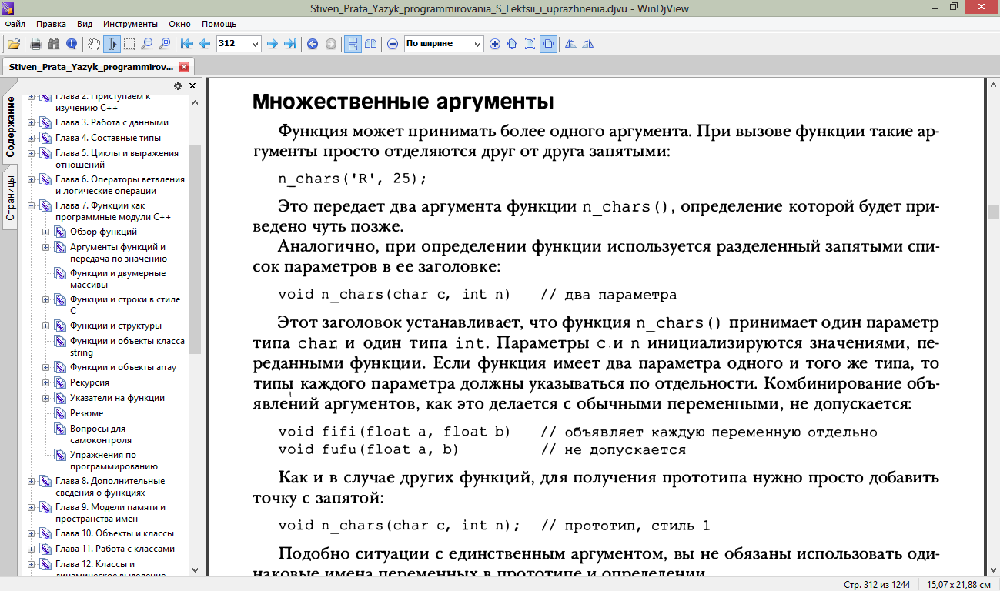 Stiven_Prata_Yazyk_programmirovania_S_Lektsii_i_uprazhnenia.djvu - WinDjView
Файл Правка Вид Инструменты Окно Помощь
312
По ширине
Stiven_Prata_Yazyk_programmirov...
Содержание
Страницы
Глава 2. Приступаем к
изучению C++
Глава 3. Работа с данными
Глава 4. Составные типы
Глава 5. Циклы и выражения
отношений
Глава 6. Операторы ветвления
и логические операции
Глава 7. Функции как
программные модули C++
Обзор функций
Аргументы функций и
передача по значению
Функции и двумерные
массивы
Функции и строки в стиле
C
Функции и структуры
Функции и объекты класса
string
Функции и объекты array
Рекурсия
Указатели на функции
Резюме
Вопросы для
самоконтроля
Упражнения по
программированию
Глава 8. Дополнительные
сведения о функциях
Глава 9. Модели памяти и
пространства имен
Глава 10. Объекты и классы
Глава 11. Работа с классами
Глава 12. Классы и
динамическое выделение
Множественные аргументы
Функция может принимать более одного аргумента. При вызове функции такие ар-
гументы просто отделяются друг от друга запятыми:
n_chars('R', 25);
Это передает два аргумента функции n_chars(), определение которой будет при-
ведено чуть позже.
Аналогично, при определении функции используется разделенный запятыми спи-
сок параметров в ее заголовке:
void n_chars(char c, int n) // два параметра
Этот заголовок устанавливает, что функция n_chars() принимает один параметр
типа char и один типа int. Параметры c и n инициализируются значениями, пе-
реданными функции. Если функция имеет два параметра одного и того же типа, то
типы каждого параметра должны указываться по отдельности. Комбинирование объ-
явлений аргументов, как это делается с обычными переменными, не допускается:
void fifi(float a, float b) // объявляет каждую переменную отдельно
void fufu(float a, b) // не допускается
Как и в случае других функций, для получения прототипа нужно просто добавить
точку с запятой:
void n_chars(char c, int n); // прототип, стиль 1
Подобно ситуации с единственным аргументом, вы не обязаны использовать оди-
наковые имена переменных в прототипе и определении.
Стр. 312 из 1244 15,07 x 21,88 см